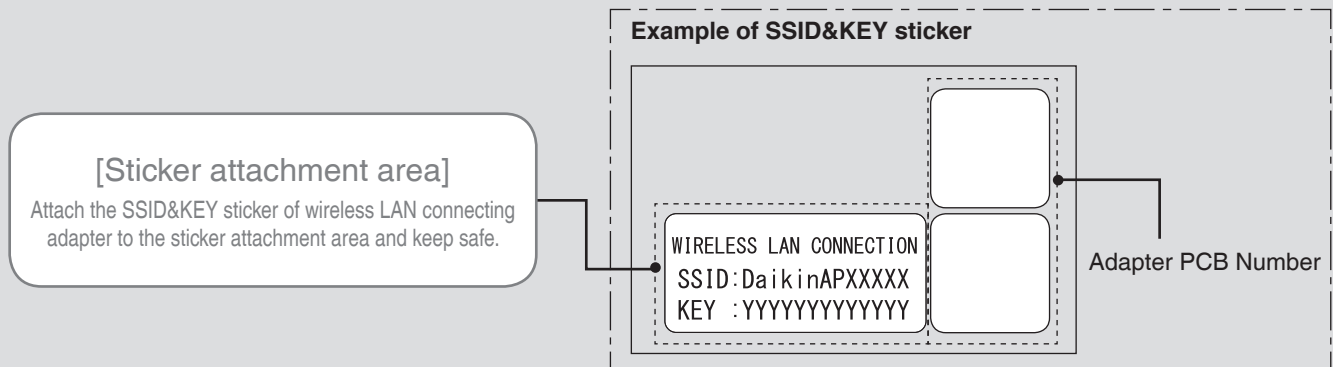 Example of SSID&KEY sticker
[Sticker attachment area]
Attach the SSID&KEY sticker of wireless LAN connecting
adapter to the sticker attachment area and keep safe.
WIRELESS LAN CONNECTION
SSID:DaikinAPXXXXX
KEY :YYYYYYYYYYYYY
Adapter PCB Number